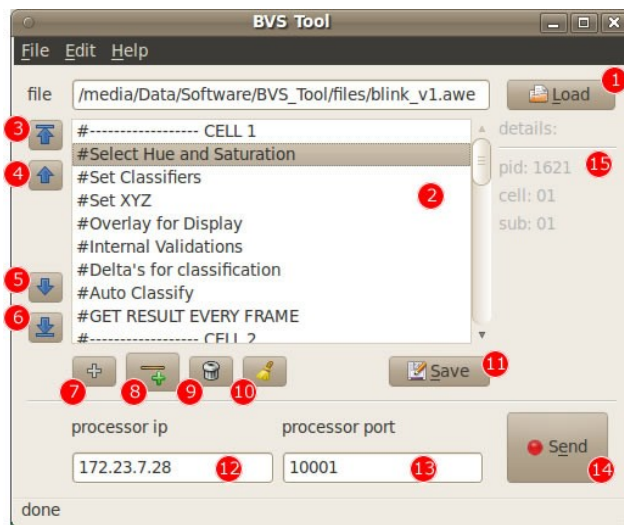 BVS Tool
File Edit Help
file /media/Data/Software/BVS_Tool/files/blink_v1.awe Load 1
3 #------------------ CELL 1 details:
#Select Hue and Saturation
4 #Set Classifiers 2 pid: 1621 15
#Set XYZ cell: 01
#Overlay for Display sub: 01
#Internal Validations
5 #Delta's for classification
#Auto Classify
6 #GET RESULT EVERY FRAME
#------------------ CELL 2
7 8 9 10 Save 11
processor ip processor port
172.23.7.28 12 10001 13 Send 14
done